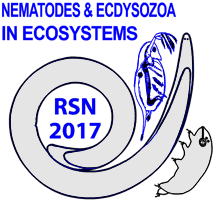 NEMATODES & ECDYSOZOA
IN ECOSYSTEMS
RSN
2017